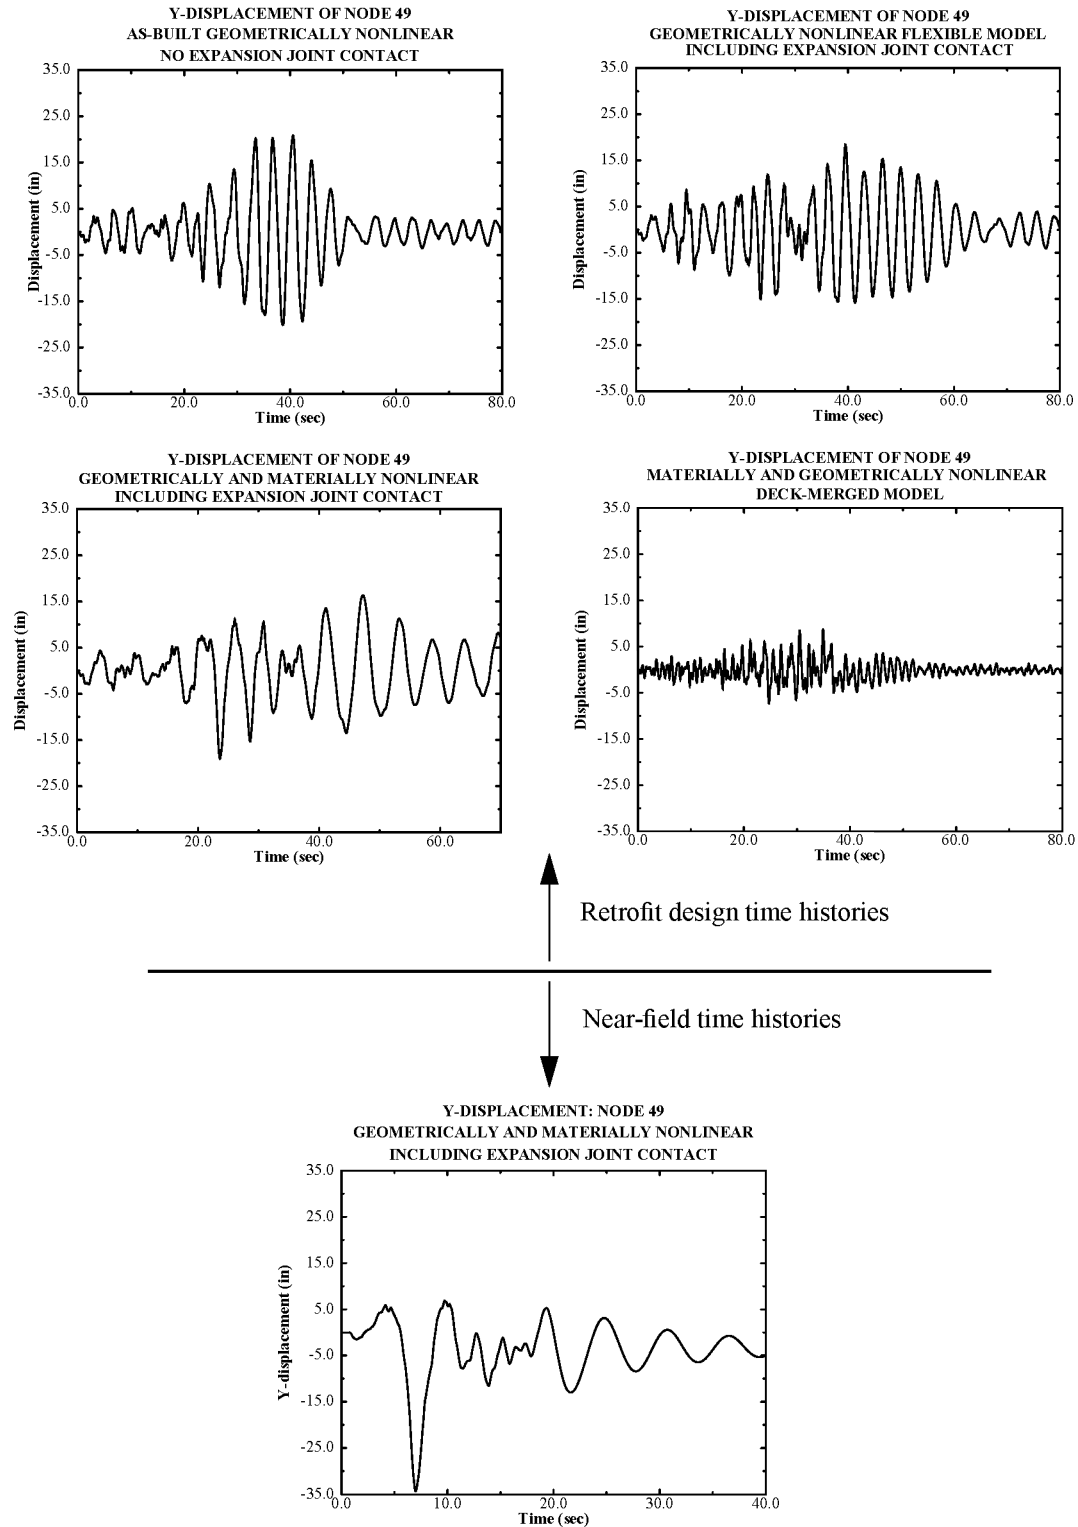 Y-DISPLACEMENT OF NODE 49
AS-BUILT GEOMETRICALLY NONLINEAR
NO EXPANSION JOINT CONTACT
35.0
25.0
15.0
5.0
-5.0
-15.0
-25.0
-35.0
Displacement (in)
0.0 20.0 40.0 60.0 80.0
Time (sec)
Y-DISPLACEMENT OF NODE 49
GEOMETRICALLY NONLINEAR FLEXIBLE MODEL
INCLUDING EXPANSION JOINT CONTACT
35.0
25.0
15.0
5.0
-5.0
-15.0
-25.0
-35.0
Displacement (in)
0.0 20.0 40.0 60.0 80.0
Time (sec)
Y-DISPLACEMENT OF NODE 49
GEOMETRICALLY AND MATERIALLY NONLINEAR
INCLUDING EXPANSION JOINT CONTACT
35.0
25.0
15.0
5.0
-5.0
-15.0
-25.0
-35.0
Displacement (in)
0.0 20.0 40.0 60.0
Time (sec)
Y-DISPLACEMENT OF NODE 49
MATERIALLY AND GEOMETRICALLY NONLINEAR
DECK-MERGED MODEL
35.0
25.0
15.0
5.0
-5.0
-15.0
-25.0
-35.0
Displacement (in)
0.0 20.0 40.0 60.0 80.0
Time (sec)
Retrofit design time histories
Near-field time histories
Y-DISPLACEMENT: NODE 49
GEOMETRICALLY AND MATERIALLY NONLINEAR
INCLUDING EXPANSION JOINT CONTACT
35.0
25.0
15.0
5.0
-5.0
-15.0
-25.0
-35.0
Y-displacement (in)
0.0 10.0 20.0 30.0 40.0
Time (sec)